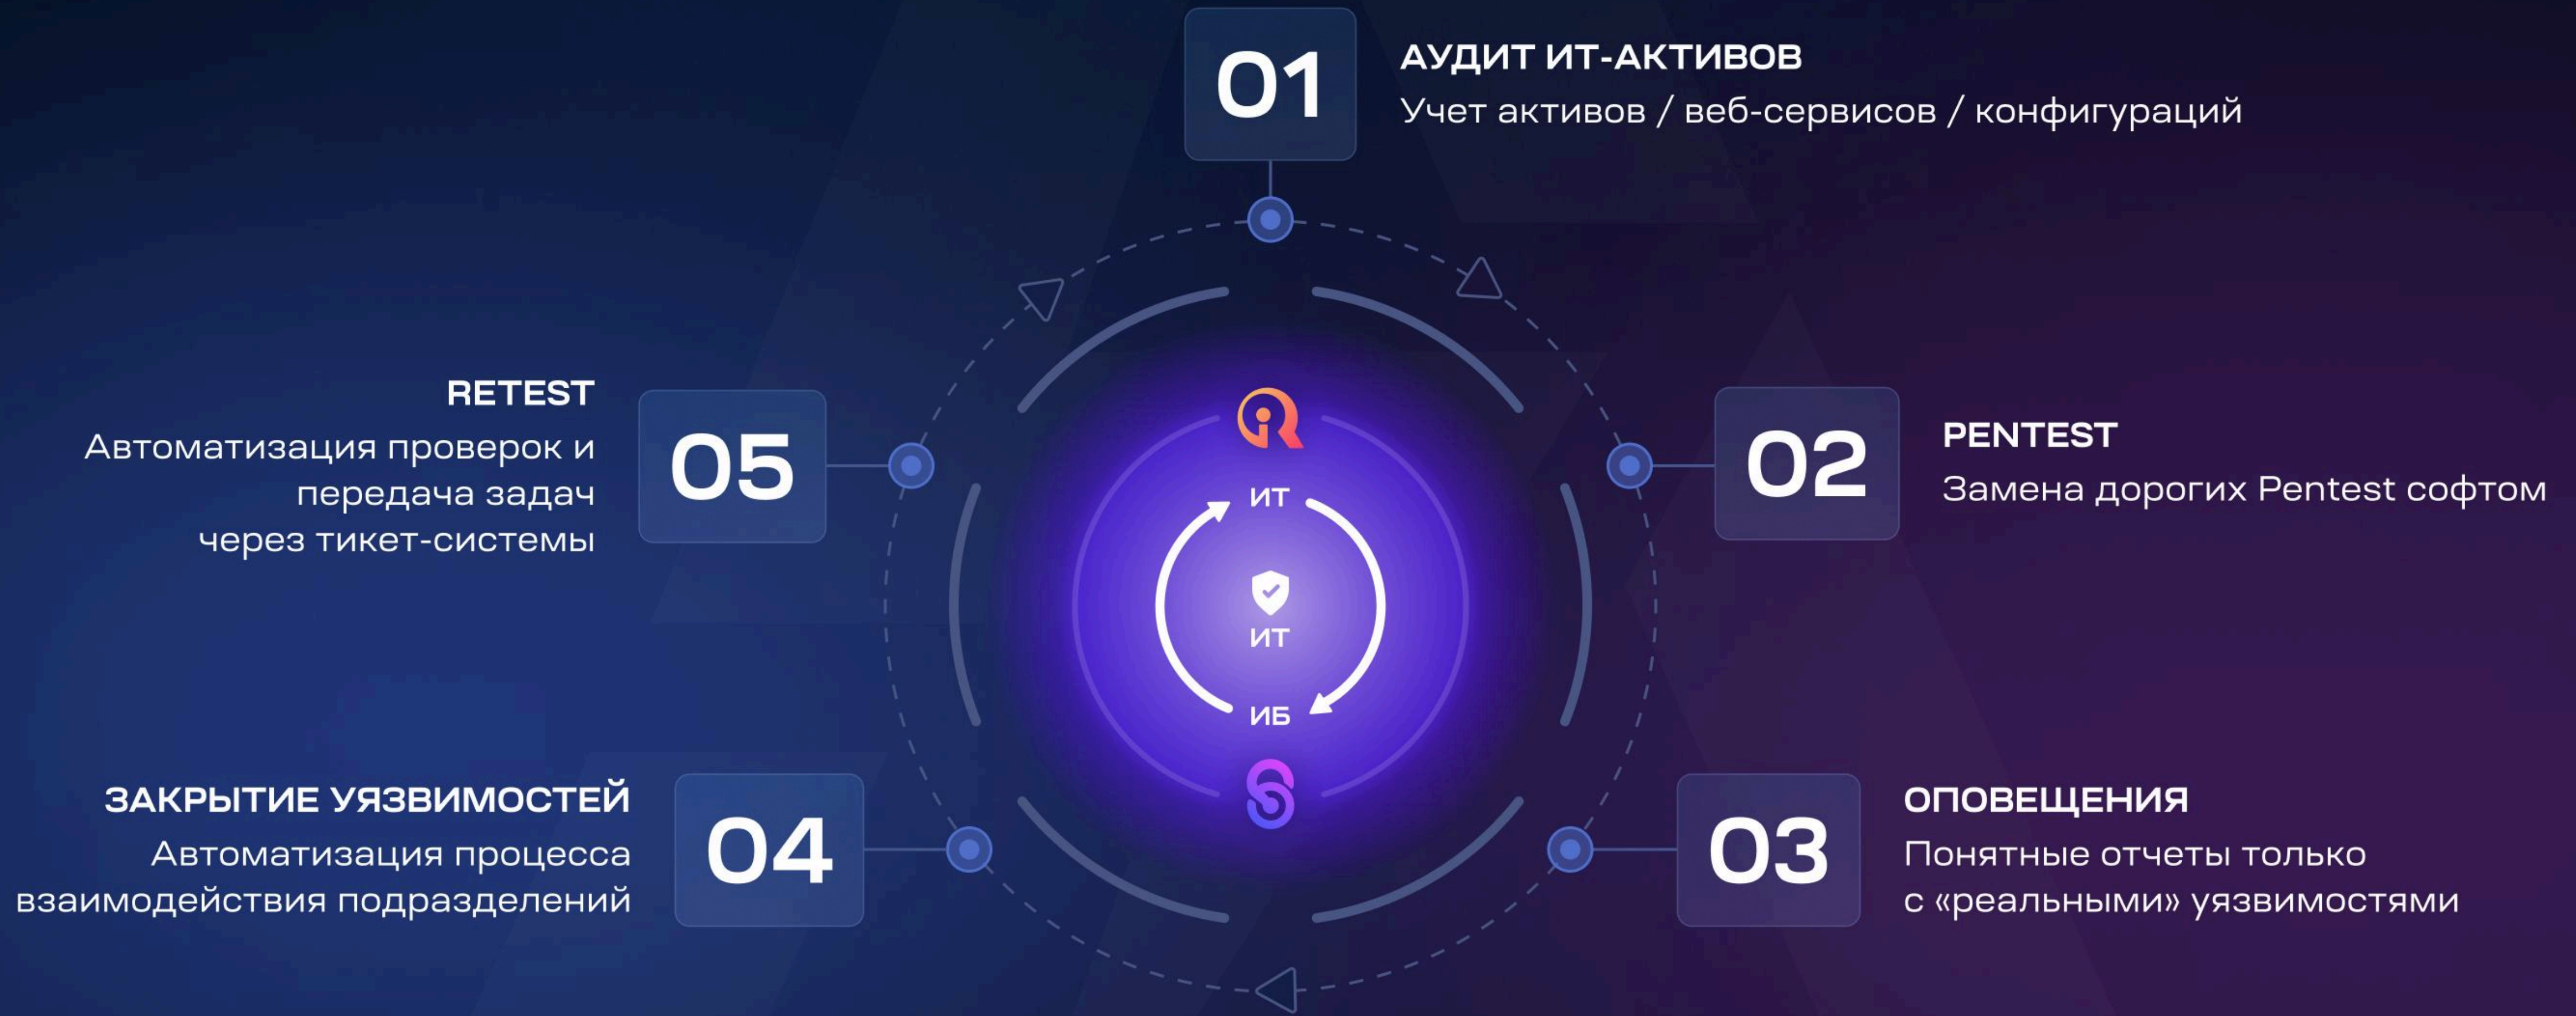 01
АУДИТ ИТ-АКТИВОВ
Учет активов / веб-сервисов / конфигураций
02
PENTEST
Замена дорогих Pentest софтом
03
ОПОВЕЩЕНИЯ
Понятные отчеты только
с «реальными» уязвимостями
04
ЗАКРЫТИЕ УЯЗВИМОСТЕЙ
Автоматизация процесса
взаимодействия подразделений
05
RETEST
Автоматизация проверок и
передача задач
через тикет-системы
ИТ
ИТ
ИБ